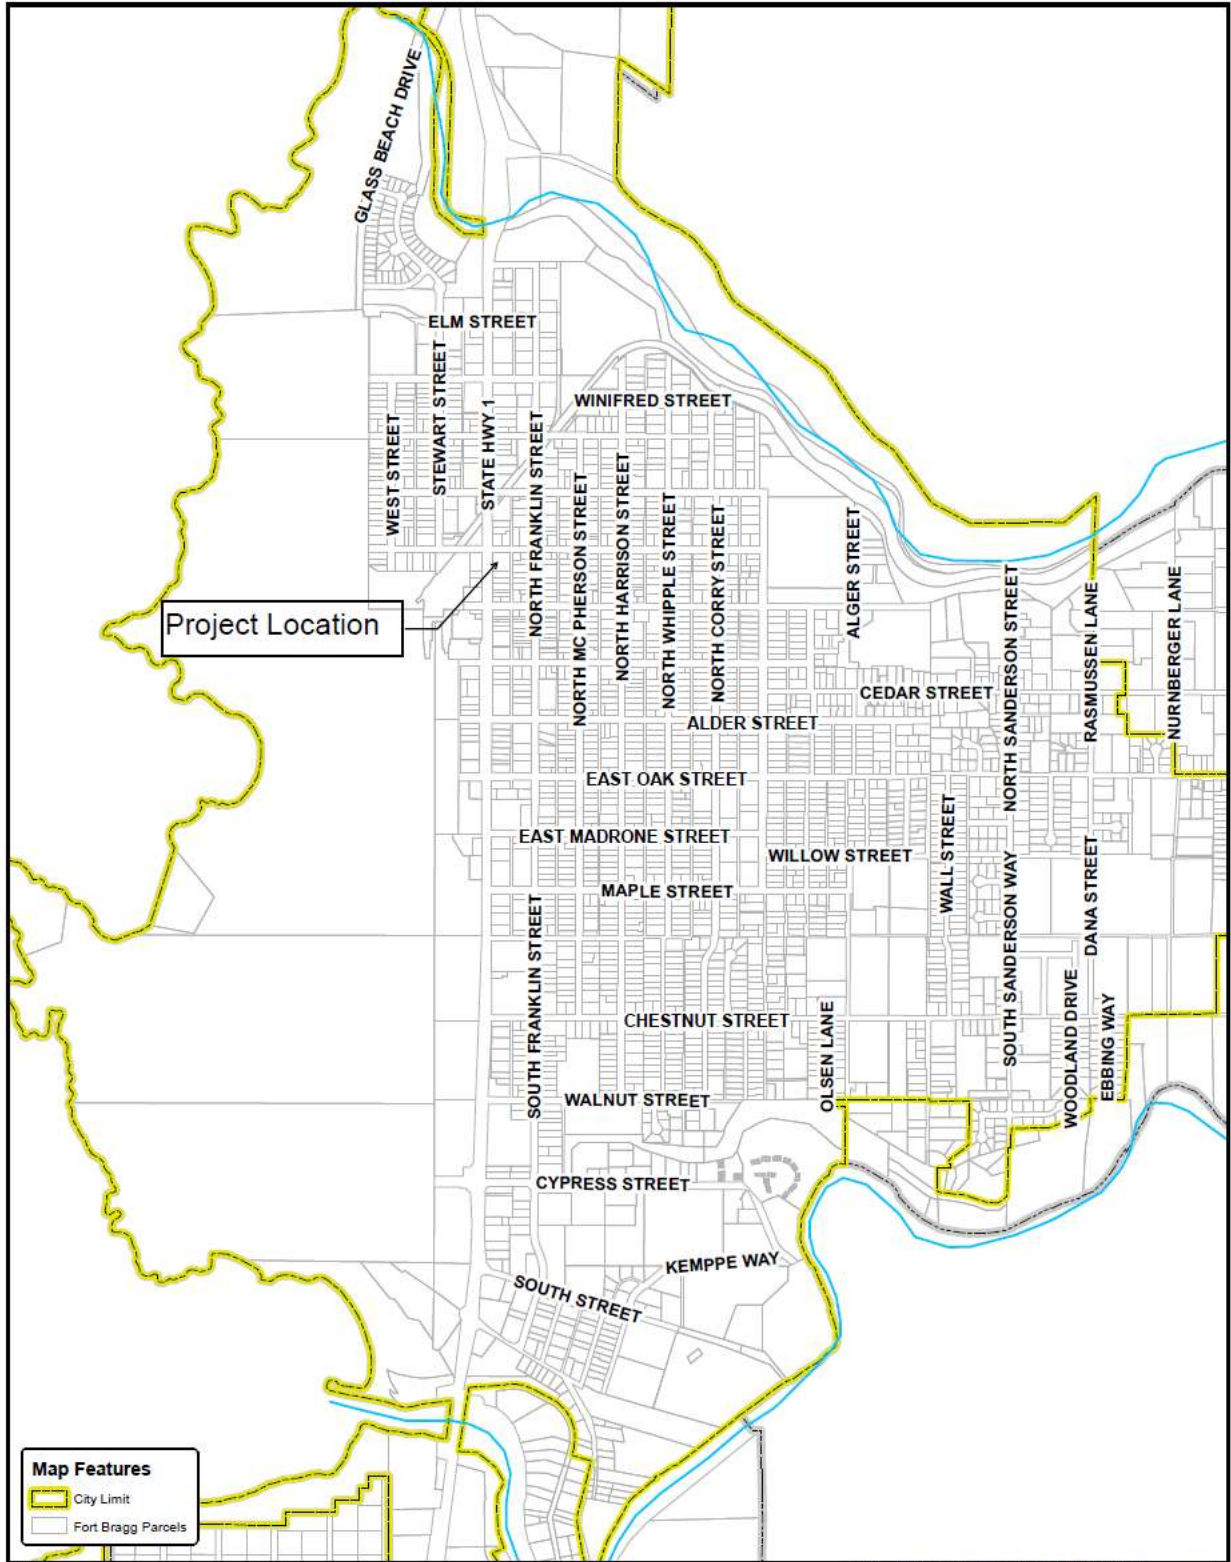 GLASS BEACH DRIVE
ELM STREET
STEWART STREET
WINIFRED STREET
WEST STREET
STATE HWY 1
NORTH FRANKLIN STREET
NORTH MC PHERSON STREET
NORTH HARRISON STREET
NORTH WHIPPLE STREET
NORTH CORRY STREET
ALGER STREET
NORTH SANDERSON STREET
RASMUSSEN LANE
NURNBERGER LANE
Project Location
CEDAR STREET
ALDER STREET
EAST OAK STREET
EAST MADRONE STREET
WILLOW STREET
WALL STREET
MAPLE STREET
SOUTH FRANKLIN STREET
SOUTH SANDERSON WAY
DANA STREET
CHESTNUT STREET
OLSEN LANE
WOODLAND DRIVE
EBBING WAY
WALNUT STREET
CYPRESS STREET
KEMPPE WAY
SOUTH STREET
Map Features
City Limit
Fort Bragg Parcels